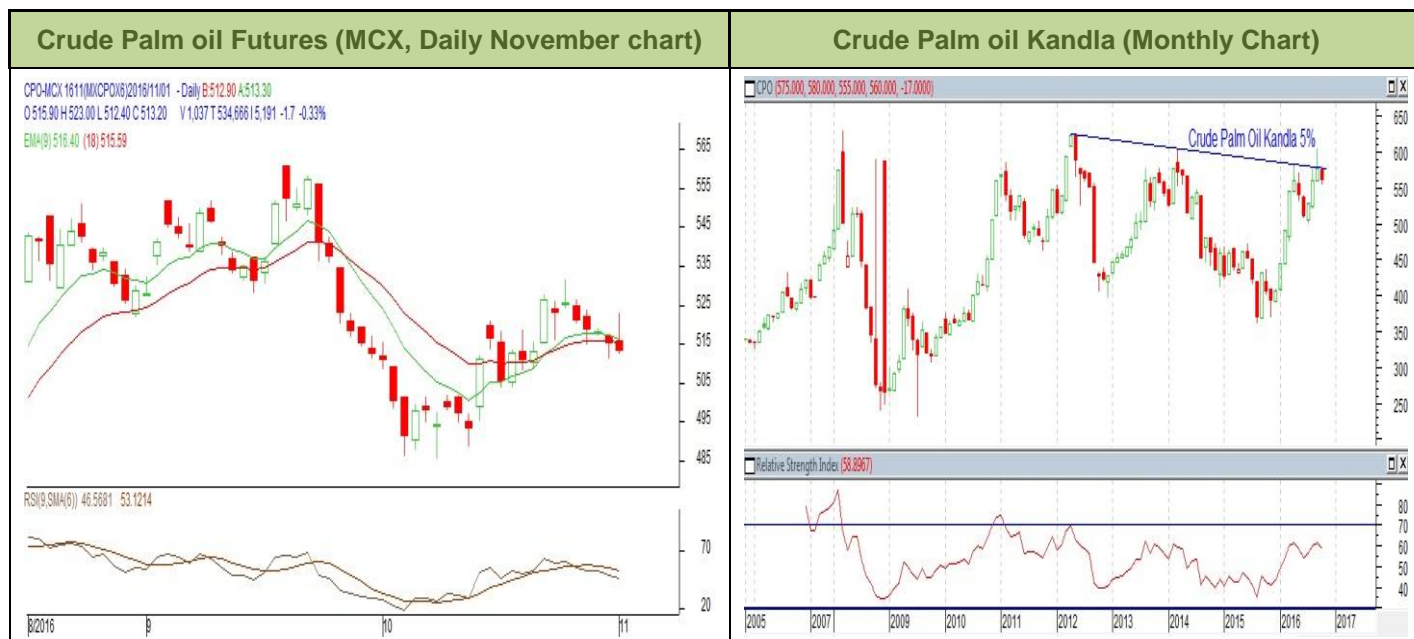 Crude Palm oil Futures (MCX, Daily November chart)
CPO-MCX 1611(MXCPOX6)2016/11/01 - Daily B:512.90 A:513.30
O 515.90 H 523.00 L 512.40 C 513.20 V 1,037 T 534,666 I 5,191 -1.7 -0.33%
EMA(9) 516.40 (18) 515.59
565
555
545
535
525
515
505
495
485
RSI(9,SMA(6)) 46.5681 53.1214
70
20
8/2016 9 10 11
Crude Palm oil Kandla (Monthly Chart)
CPO (575.000, 580.000, 555.000, 560.000, -17.0000)
Crude Palm Oil Kandla 5%
650
600
550
500
450
400
350
300
250
Relative Strength Index (58.8967)
80
70
60
50
40
2005 2007 2009 2010 2011 2012 2013 2014 2015 2016 2017